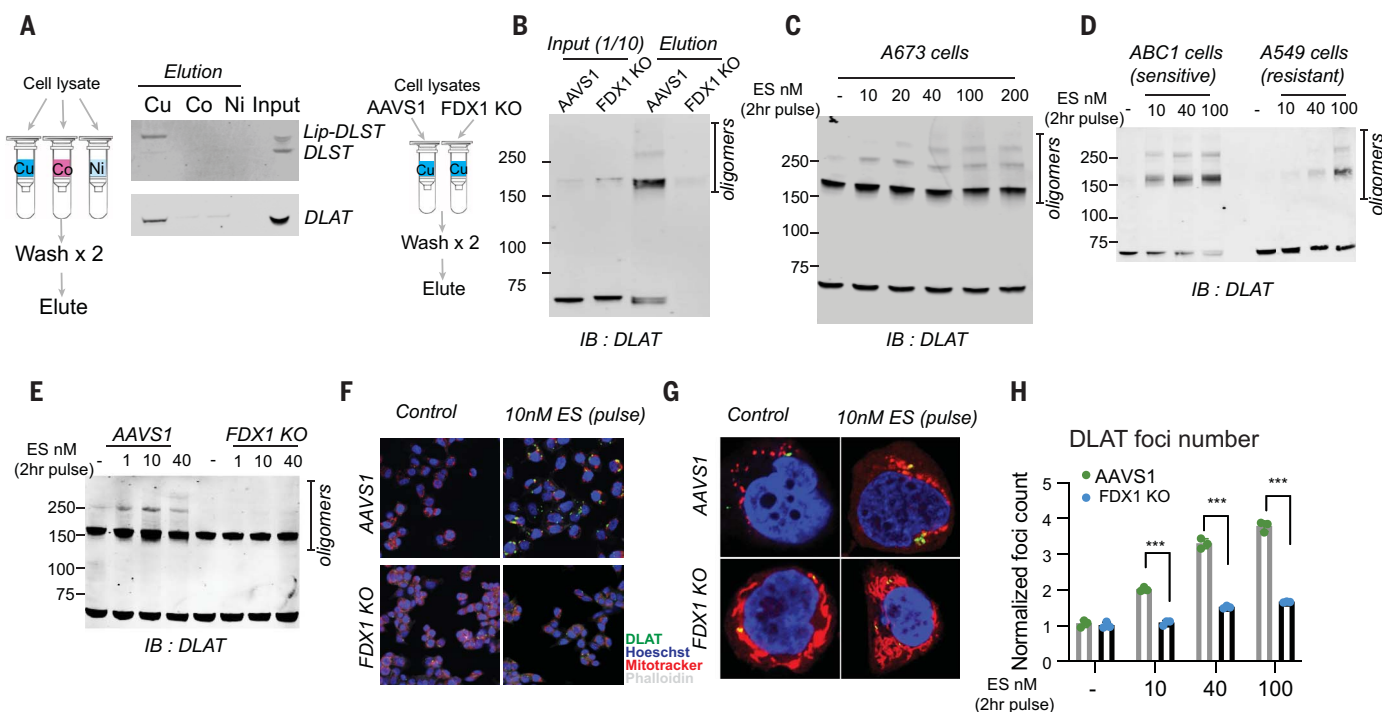 A
Cell lysate
Cu
Co
Ni
Wash x 2
Elute
Elution
Cu Co Ni Input
Lip-DLST
DLST
DLAT
Cell lysates
AAVS1 FDX1 KO
Cu Cu
Wash x 2
Elute
B
Input (1/10) Elution
AAVS1
FDX1 KO
AAVS1
FDX1 KO
250
150
100
75
oligomers
IB : DLAT
C
A673 cells
ES nM
(2hr pulse)
- 10 20 40 100 200
250
150
100
75
oligomers
IB : DLAT
D
ABC1 cells
(sensitive)
A549 cells
(resistant)
ES nM
(2hr pulse)
- 10 40 100 - 10 40 100
250
150
100
75
oligomers
IB : DLAT
E
AAVS1 FDX1 KO
ES nM
(2hr pulse)
- 1 10 40 - 1 10 40
250
150
100
75
oligomers
IB : DLAT
F
Control 10nM ES (pulse)
AAVS1
FDX1 KO
DLAT
Hoeschst
Mitotracker
Phalloidin
G
Control 10nM ES (pulse)
AAVS1
FDX1 KO
H
DLAT foci number
AAVS1
FDX1 KO
Normalized foci count
5
4
3
2
1
0
***
***
***
ES nM
(2hr pulse)
- 10 40 100